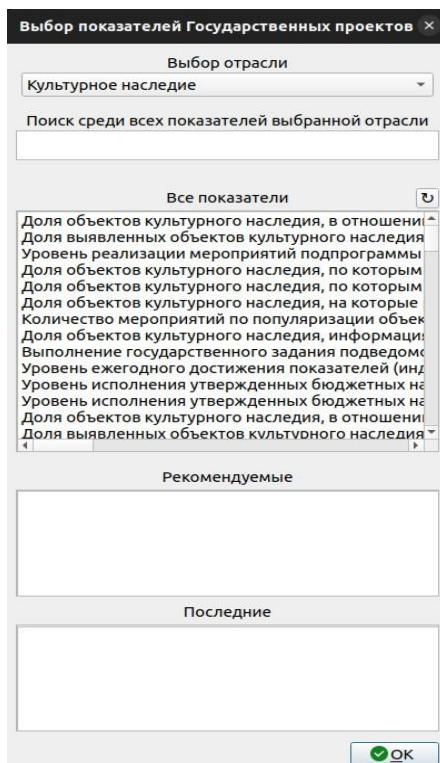 Выбор показателей Государственных проектов
Выбор отрасли
Культурное наследие
Поиск среди всех показателей выбранной отрасли
Все показатели
Доля объектов культурного наследия, в отношении
Доля выявленных объектов культурного наследия
Уровень реализации мероприятий подпрограммы
Доля объектов культурного наследия, по которым
Доля объектов культурного наследия, по которым
Доля объектов культурного наследия, на которые
Количество мероприятий по популяризации объек
Доля объектов культурного наследия, информация
Выполнение государственного задания подведомс
Уровень ежегодного достижения показателей (инд
Уровень исполнения утвержденных бюджетных на
Уровень исполнения утвержденных бюджетных на
Доля объектов культурного наследия, в отношении
Доля выявленных объектов культурного наследия
Рекомендуемые
Последние
OK